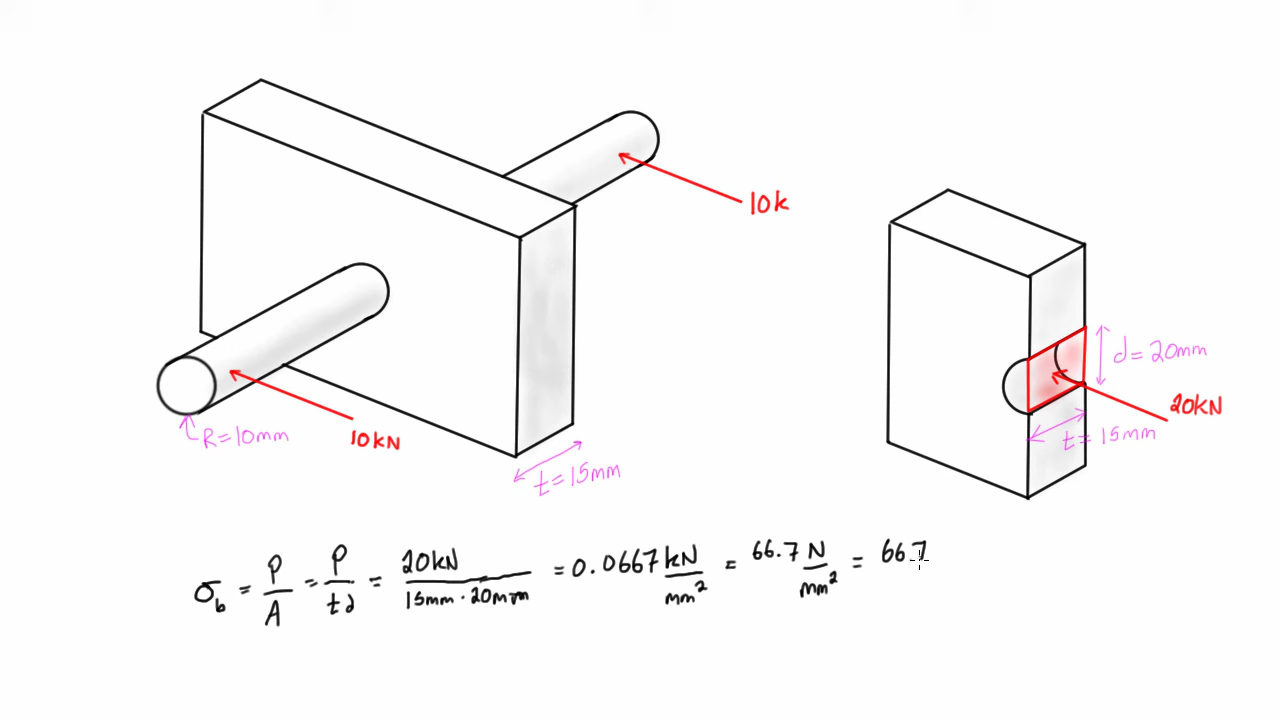 10k
d=20mm
20KN
t=15mm
R=10mm
10KN
t=15mm
σb = P/A = P/td = 20kN/15mm·20mm = 0.0667 kN/mm² = 66.7 N/mm² = 66.7